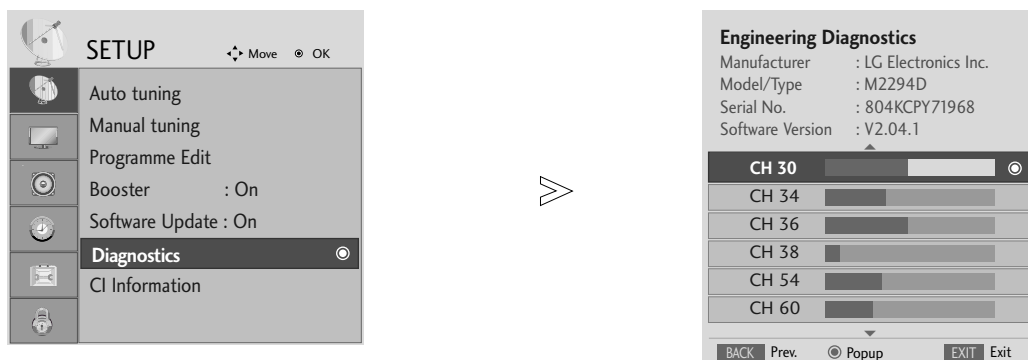 SETUP
Move OK
Auto tuning
Manual tuning
Programme Edit
Booster : On
Software Update : On
Diagnostics
CI Information
Engineering Diagnostics
Manufacturer : LG Electronics Inc.
Model/Type : M2294D
Serial No. : 804KCPY71968
Software Version : V2.04.1
CH 30
CH 34
CH 36
CH 38
CH 54
CH 60
BACK Prev. Popup EXIT Exit